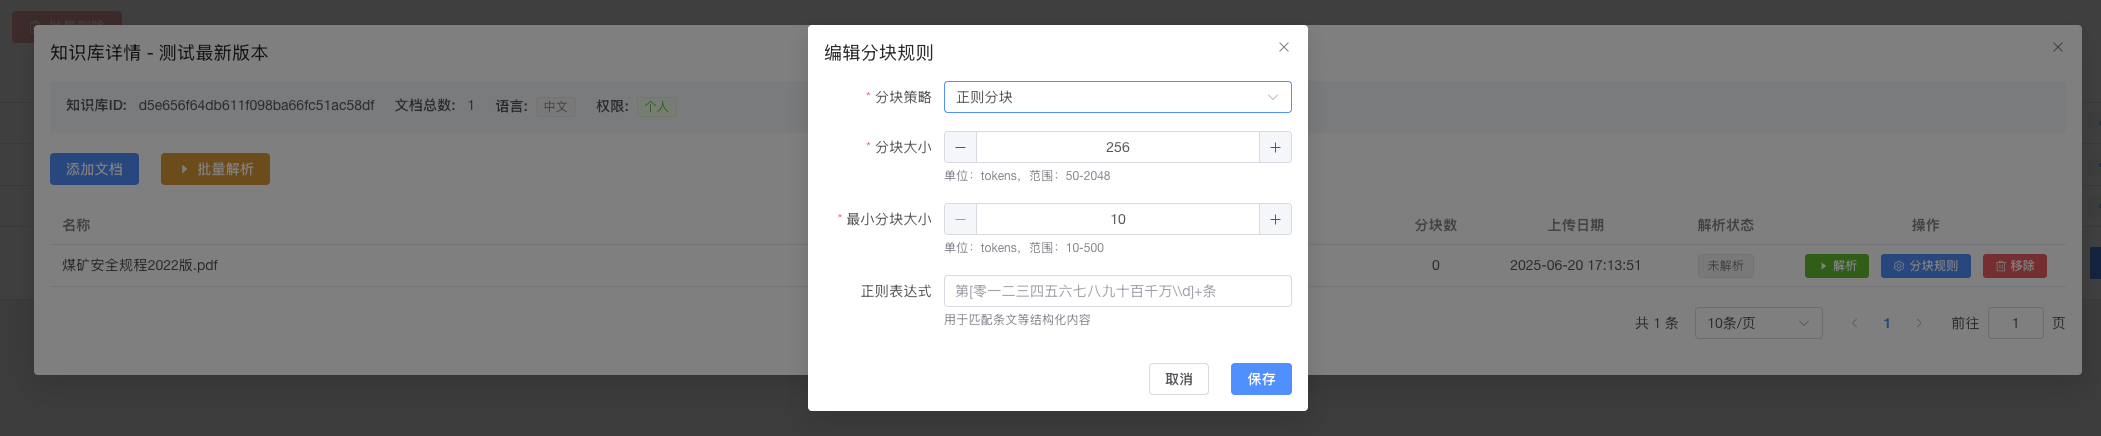 批量删除
知识库详情 - 测试最新版本
知识库ID: d5e656f64db611f098ba66fc51ac58df 文档总数: 1 语言: 中文 权限: 个人
添加文档 批量解析
名称 分块数 上传日期 解析状态 操作
煤矿安全规程2022版.pdf 0 2025-06-20 17:13:51 未解析 解析 分块规则 移除
共 1 条 10条/页 1 前往 1 页
编辑分块规则
* 分块策略 正则分块
* 分块大小 256
单位：tokens，范围：50-2048
* 最小分块大小 10
单位：tokens，范围：10-500
正则表达式 第[零一二三四五六七八九十百千万\\d]+条
用于匹配条文等结构化内容
取消 保存